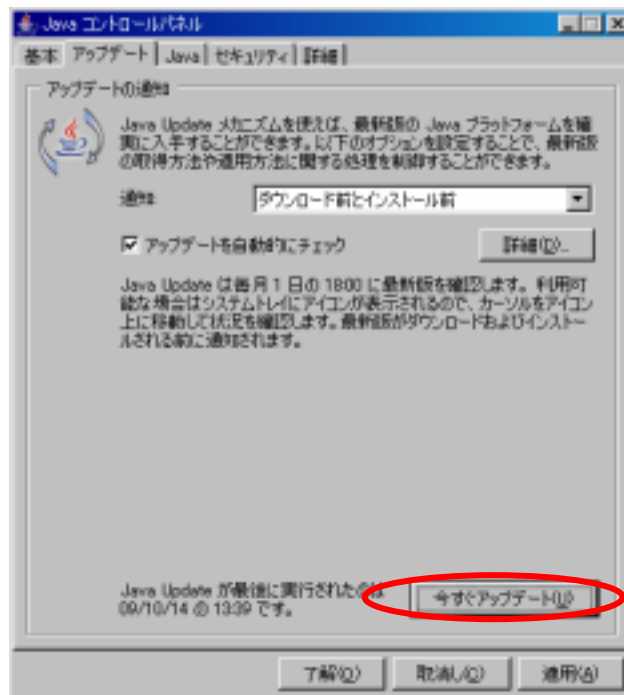 Java コントロールパネル
基本 アップデート Java セキュリティ 詳細
アップデートの通知
Java Update メカニズムを使えば、最新版の Java プラットフォームを確
実に入手することができます。以下のオプションを設定することで、最新版
の取得方法や適用方法に関する処理を制御することができます。
通知: ダウンロード前とインストール前
アップデートを自動的にチェック 詳細(D)...
Java Update は毎月 1 日の 18:00 に最新版を確認します。利用可
能な場合はシステムトレイにアイコンが表示されるので、カーソルをアイコン
上に移動して状況を確認します。最新版がダウンロードおよびインストー
ルされる前に通知されます。
Java Update が最後に実行されたのは
09/10/14 の 13:39 です。 今すぐアップデート(U)
了解(O) 取消し(C) 適用(A)